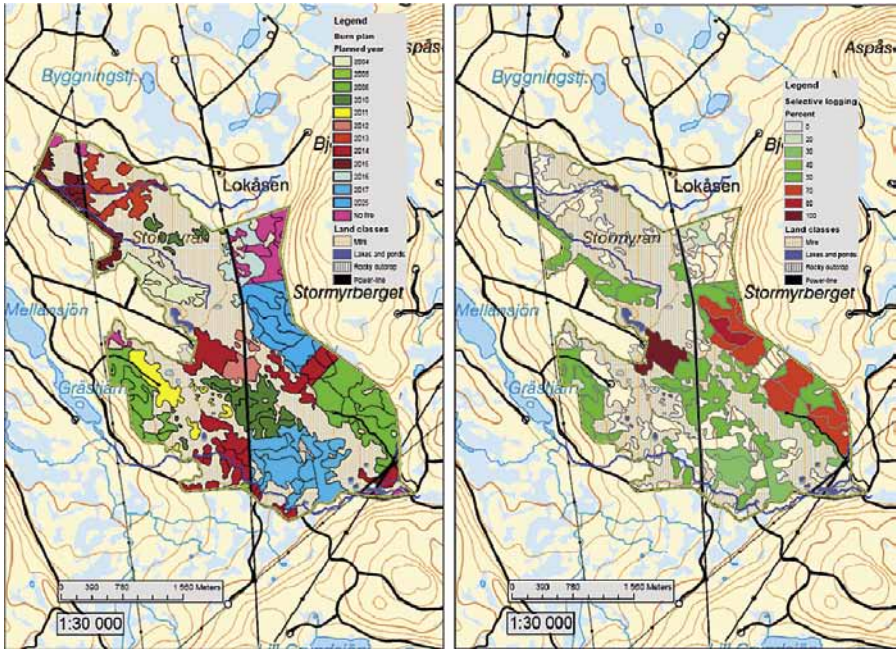 Legend
Burn plan
Planned year
2004
2005
2006
2010
2011
2012
2013
2014
2015
2016
2017
2025
No fire
Land classes
Mire
Lakes and ponds
Rocky outcrop
Power-line
Aspås
Byggningstj.
Lokåsen
Stormyran
Stormyrberget
Mellansjön
Gråstjärn
0 390 780 1 560 Meters
1:30 000
Legend
Selective logging
Percent
0
20
30
40
50
70
80
100
Land classes
Mire
Lakes and ponds
Rocky outcrop
Power-line
Aspåse
Byggningstj.
Lokåsen
Stormyran
Stormyrberget
Mellansjön
Gråstjärn
0 390 780 1 560 Meters
1:30 000